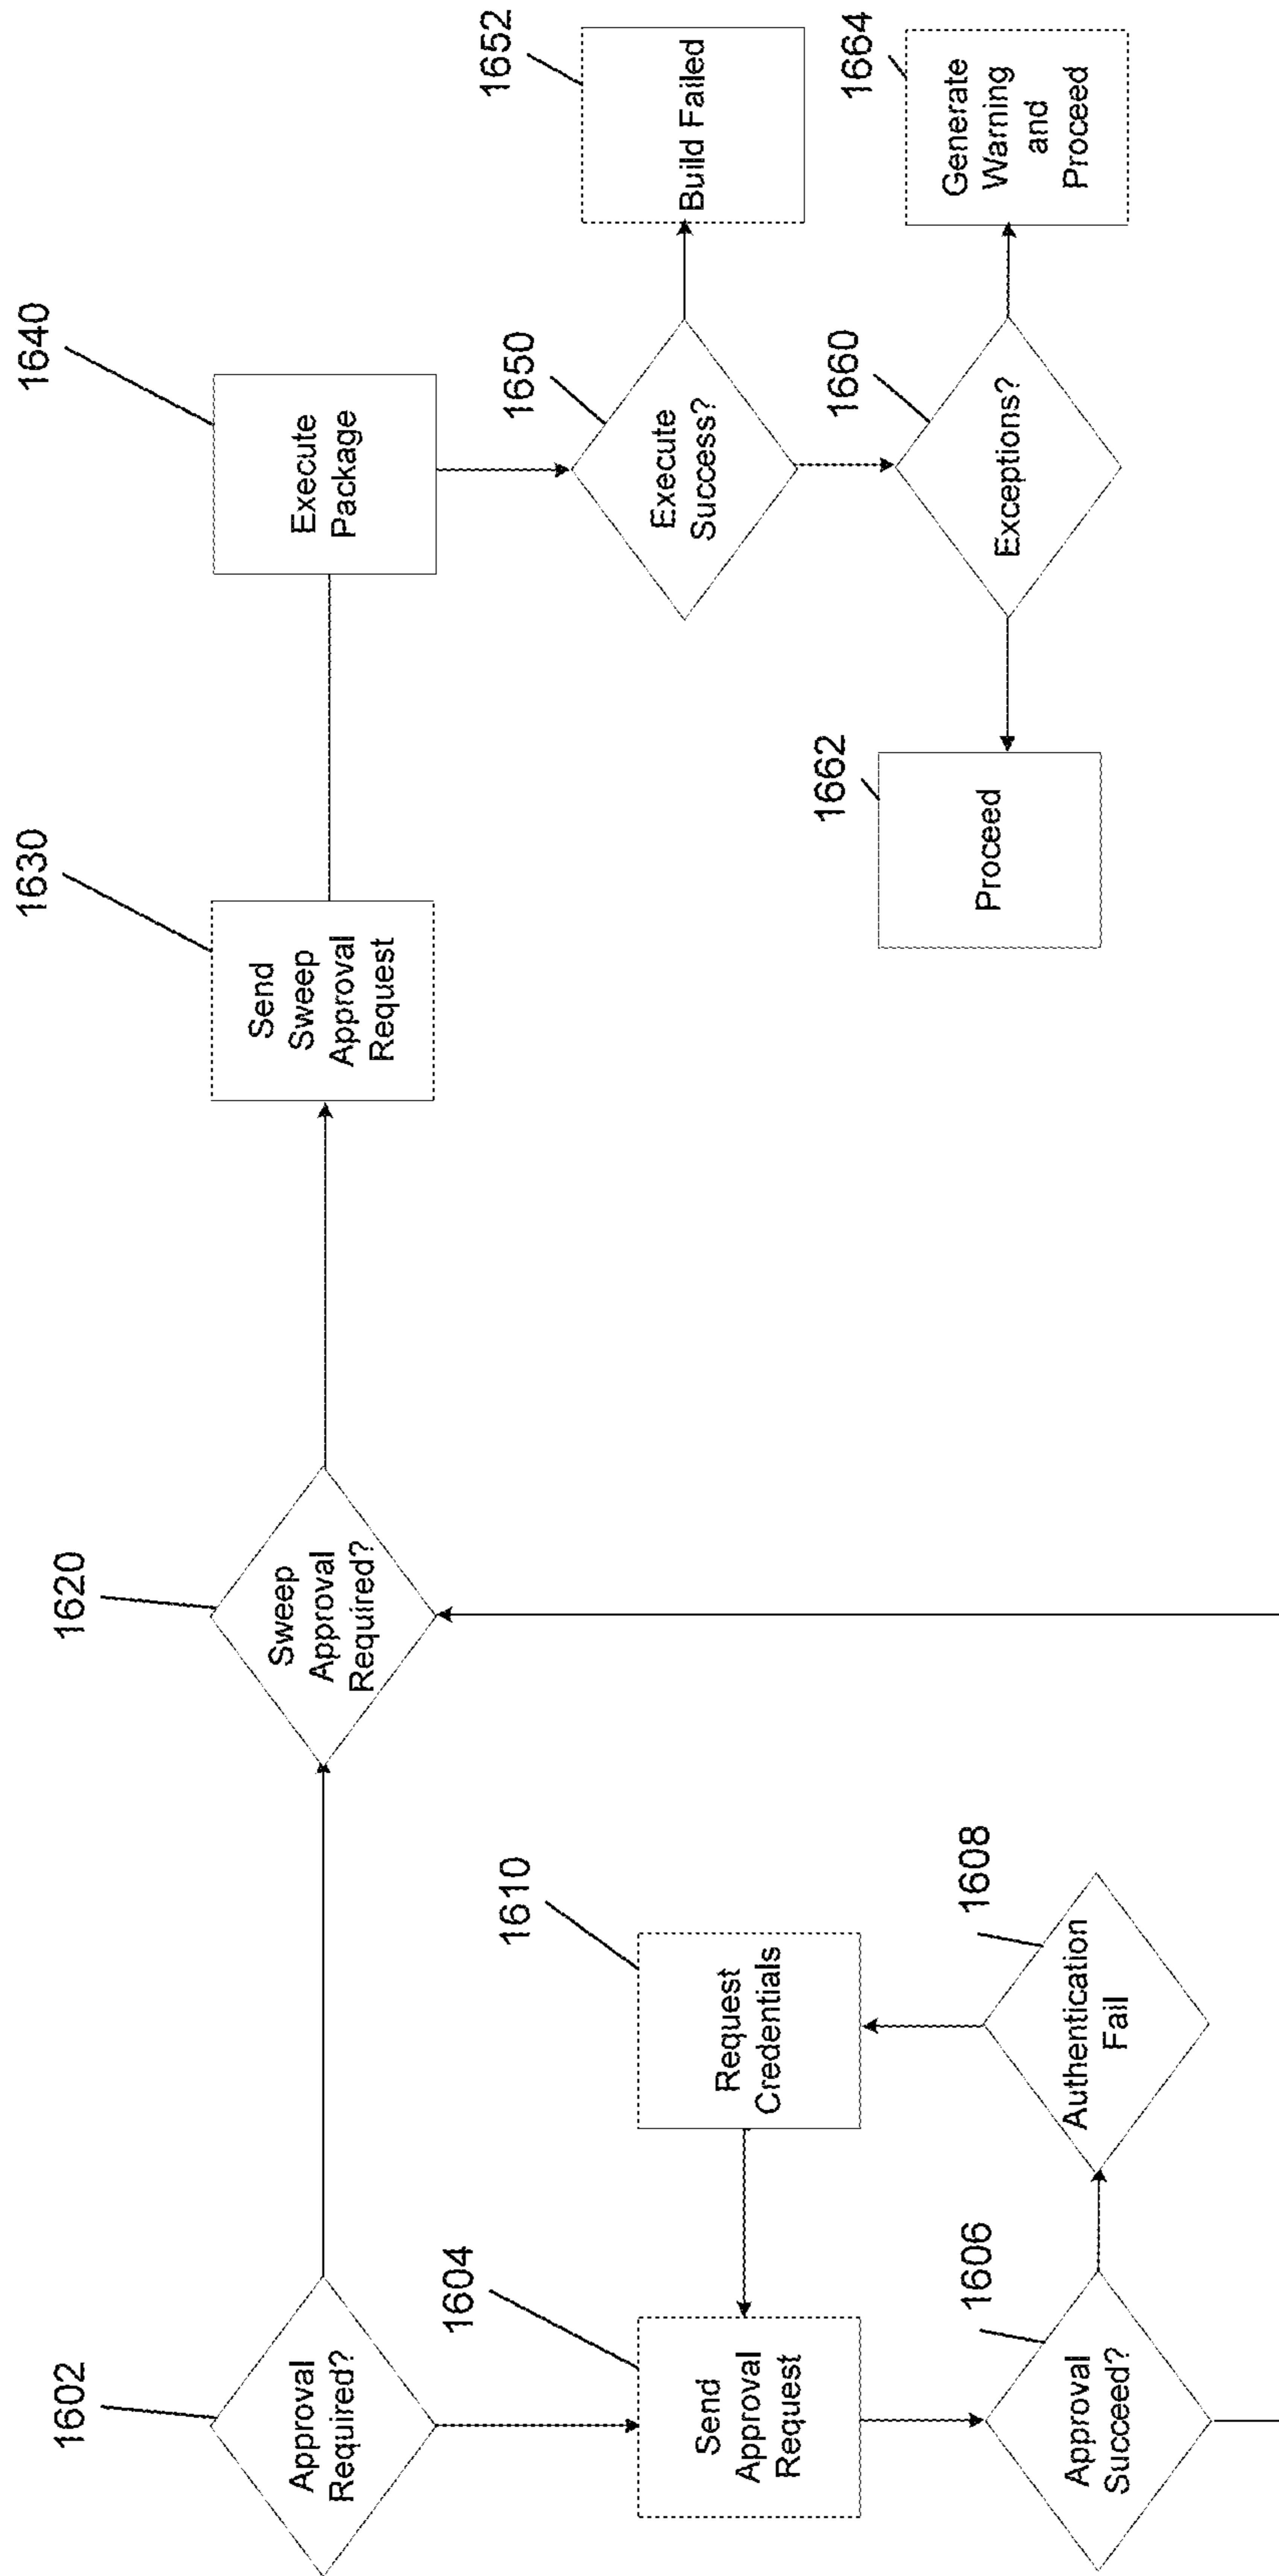 1602
Approval
Required?
1604
Send
Approval
Request
1606
Approval
Succeed?
1608
Authentication
Fail
1610
Request
Credentials
1620
Sweep
Approval
Required?
1630
Send
Sweep
Approval
Request
1640
Execute
Package
1650
Execute
Success?
1652
Build Failed
1660
Exceptions?
1662
Proceed
1664
Generate
Warning
and
Proceed